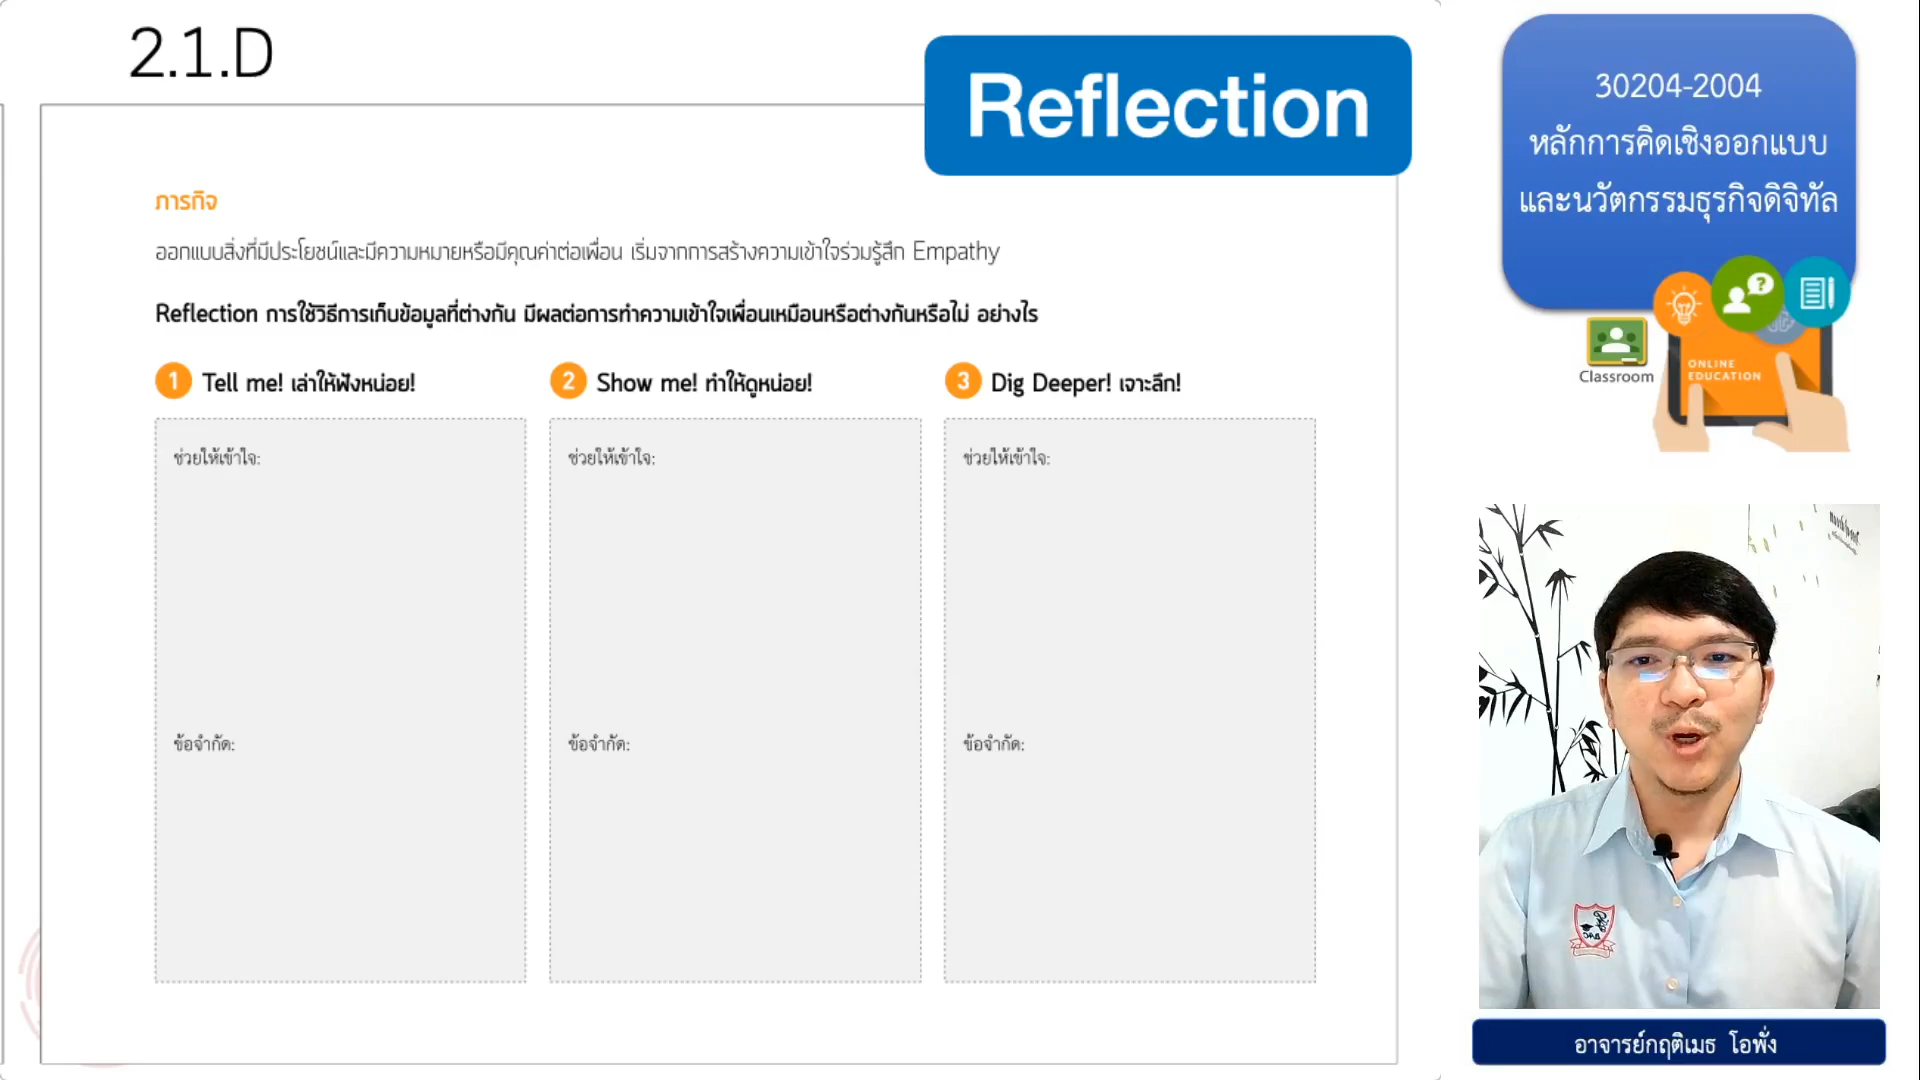 2.1.D
Reflection
ภารกิจ
ออกแบบสิ่งที่มีประโยชน์และมีความหมายหรือมีคุณค่าต่อเพื่อน เริ่มจากการสร้างความเข้าใจร่วมรู้สึก Empathy
Reflection การใช้วิธีการเก็บข้อมูลที่ต่างกัน มีผลต่อการทำความเข้าใจเพื่อนเหมือนหรือต่างกันหรือไม่ อย่างไร
1 Tell me! เล่าให้ฟังหน่อย!
ช่วยให้เข้าใจ:
ข้อจำกัด:
2 Show me! ทำให้ดูหน่อย!
ช่วยให้เข้าใจ:
ข้อจำกัด:
3 Dig Deeper! เจาะลึก!
ช่วยให้เข้าใจ:
ข้อจำกัด:
30204-2004
หลักการคิดเชิงออกแบบ
และนวัตกรรมธุรกิจดิจิทัล
?
Classroom
ONLINE
EDUCATION
อาจารย์กฤติเมธ โอพั่ง